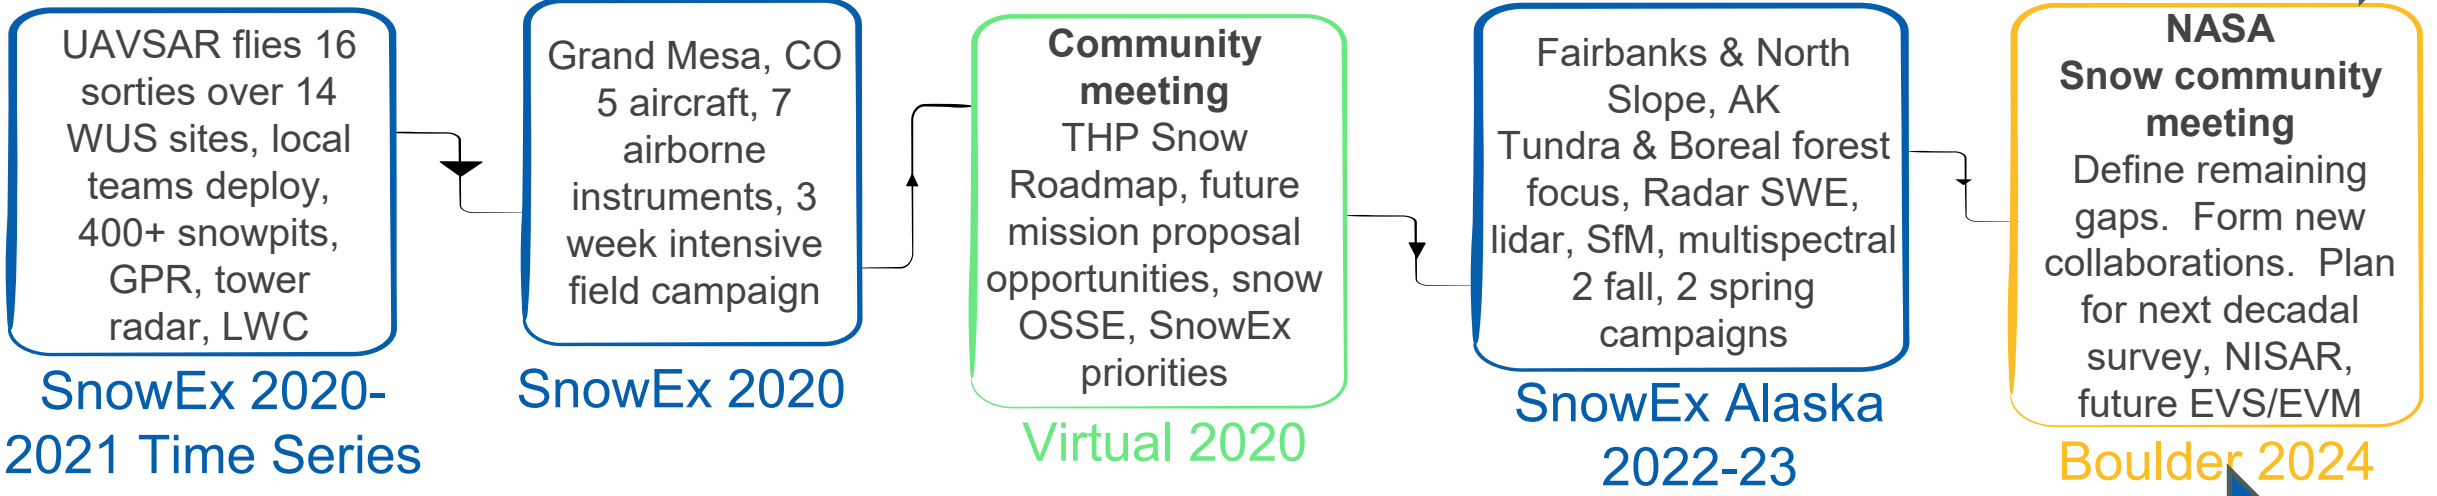 UAVSAR flies 16
sorties over 14
WUS sites, local
teams deploy,
400+ snowpits,
GPR, tower
radar, LWC
SnowEx 2020-
2021 Time Series
Grand Mesa, CO
5 aircraft, 7
airborne
instruments, 3
week intensive
field campaign
SnowEx 2020
Community
meeting
THP Snow
Roadmap, future
mission proposal
opportunities, snow
OSSE, SnowEx
priorities
Virtual 2020
Fairbanks & North
Slope, AK
Tundra & Boreal forest
focus, Radar SWE,
lidar, SfM, multispectral
2 fall, 2 spring
campaigns
SnowEx Alaska
2022-23
NASA
Snow community
meeting
Define remaining
gaps.  Form new
collaborations.  Plan
for next decadal
survey, NISAR,
future EVS/EVM
Boulder 2024